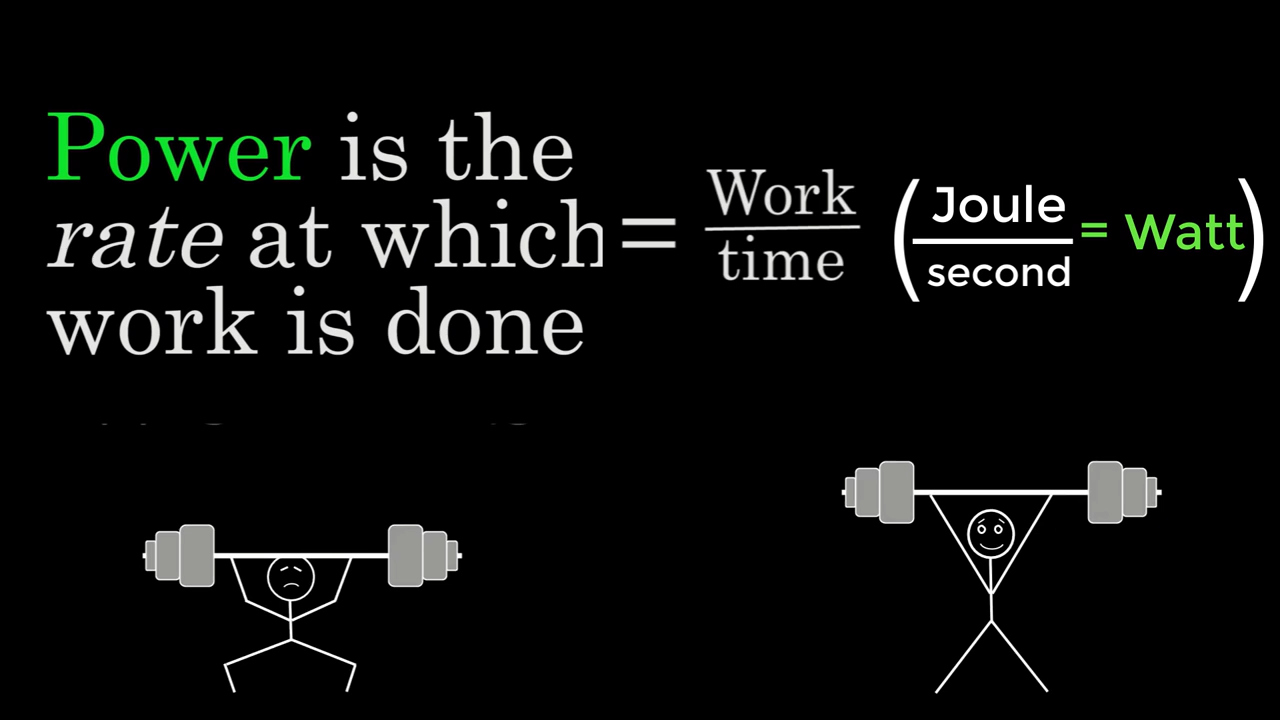 Power is the
rate at which
work is done
= Work
time
(Joule
second
= Watt)